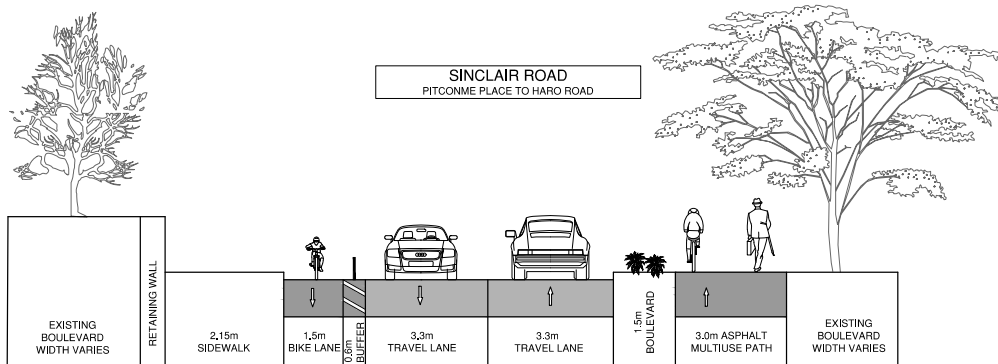 SINCLAIR ROAD
PITCONME PLACE TO HARO ROAD
EXISTING
BOULEVARD
WIDTH VARIES
RETAINING WALL
2.15m
SIDEWALK
1.5m
BIKE LANE
0.6m
BUFFER
3.3m
TRAVEL LANE
3.3m
TRAVEL LANE
1.5m
BOULEVARD
3.0m ASPHALT
MULTIUSE PATH
EXISTING
BOULEVARD
WIDTH VARIES